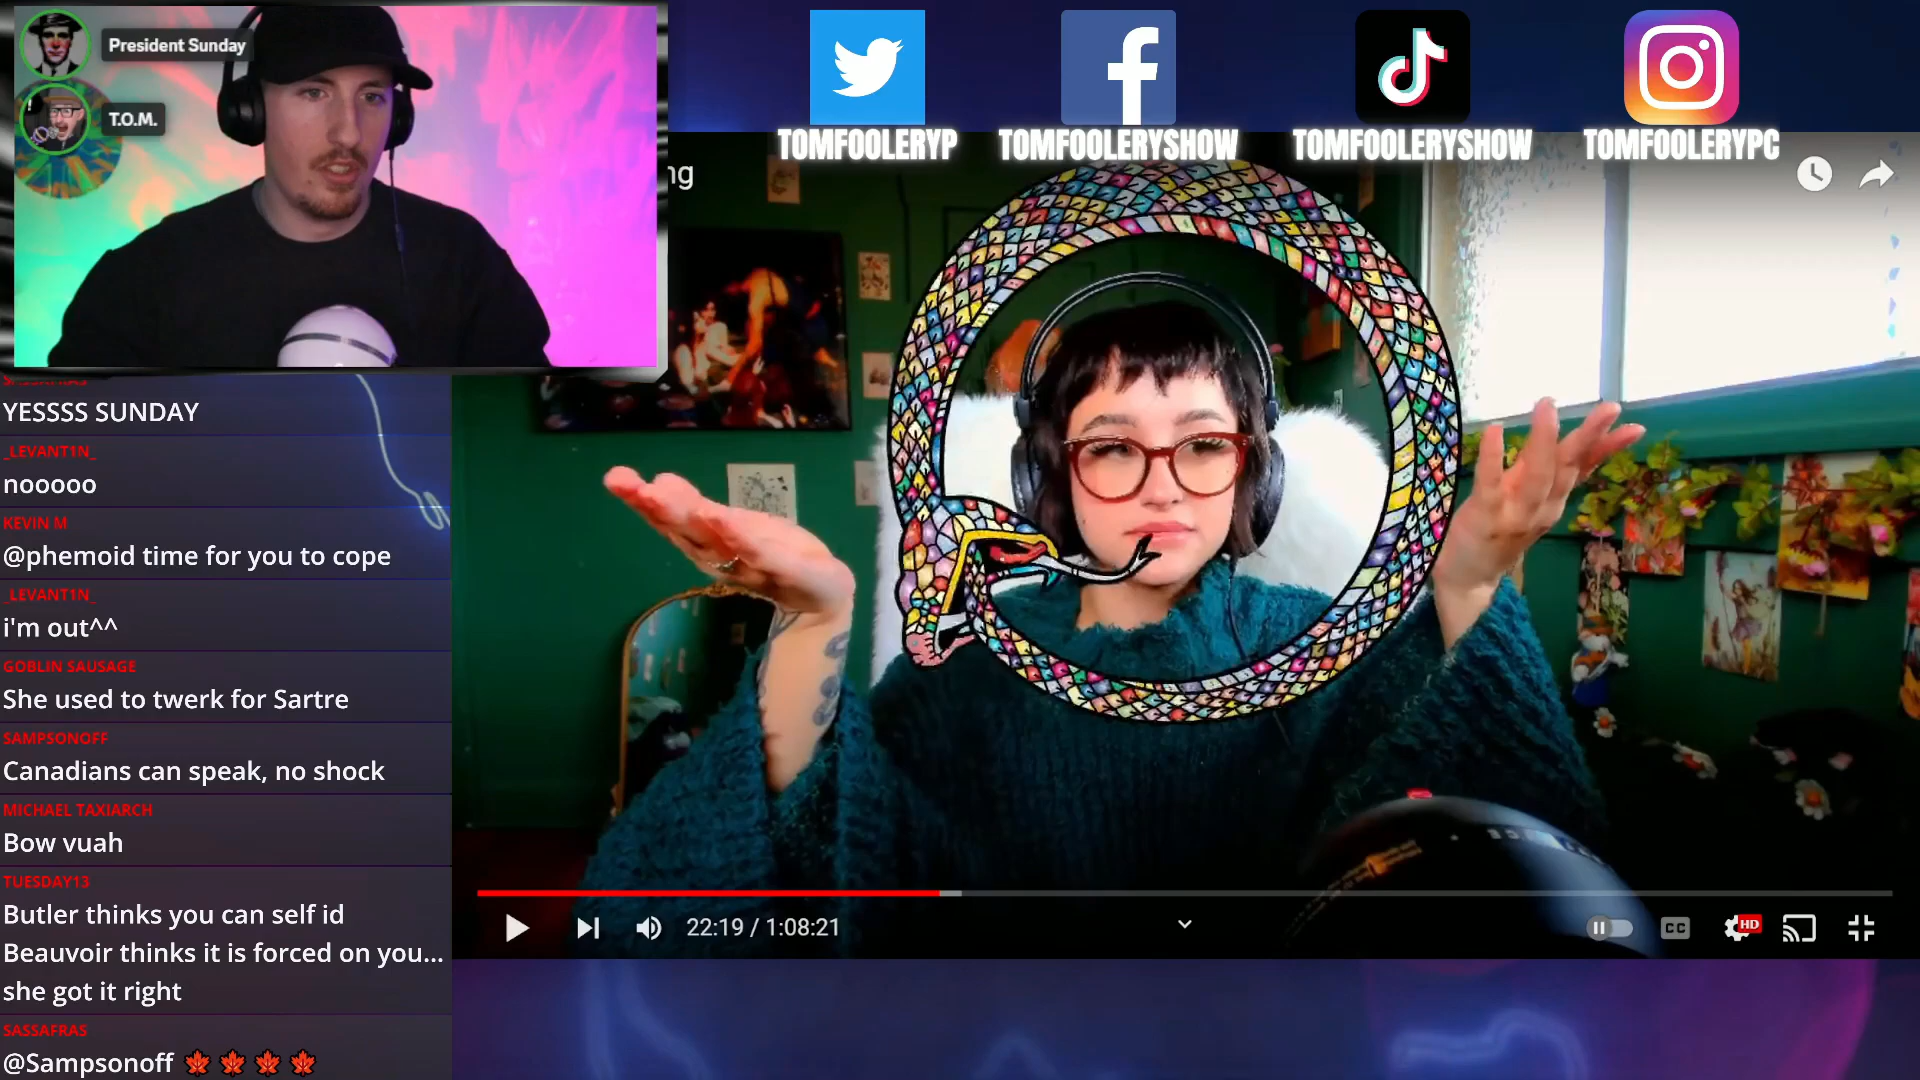 President Sunday
T.O.M.
TOMFOOLERYP
TOMFOOLERYSHOW
TOMFOOLERYSHOW
TOMFOOLERYPC
ng
SASSAFRAS
YESSSS SUNDAY
_LEVANT1N_
nooooo
KEVIN M
@phemoid time for you to cope
_LEVANT1N_
i'm out^^
GOBLIN SAUSAGE
She used to twerk for Sartre
SAMPSONOFF
Canadians can speak, no shock
MICHAEL TAXIARCH
Bow vuah
TUESDAY13
Butler thinks you can self id
Beauvoir thinks it is forced on you...
she got it right
SASSAFRAS
@Sampsonoff 🍁 🍁 🍁 🍁
22:19 / 1:08:21
CC
HD